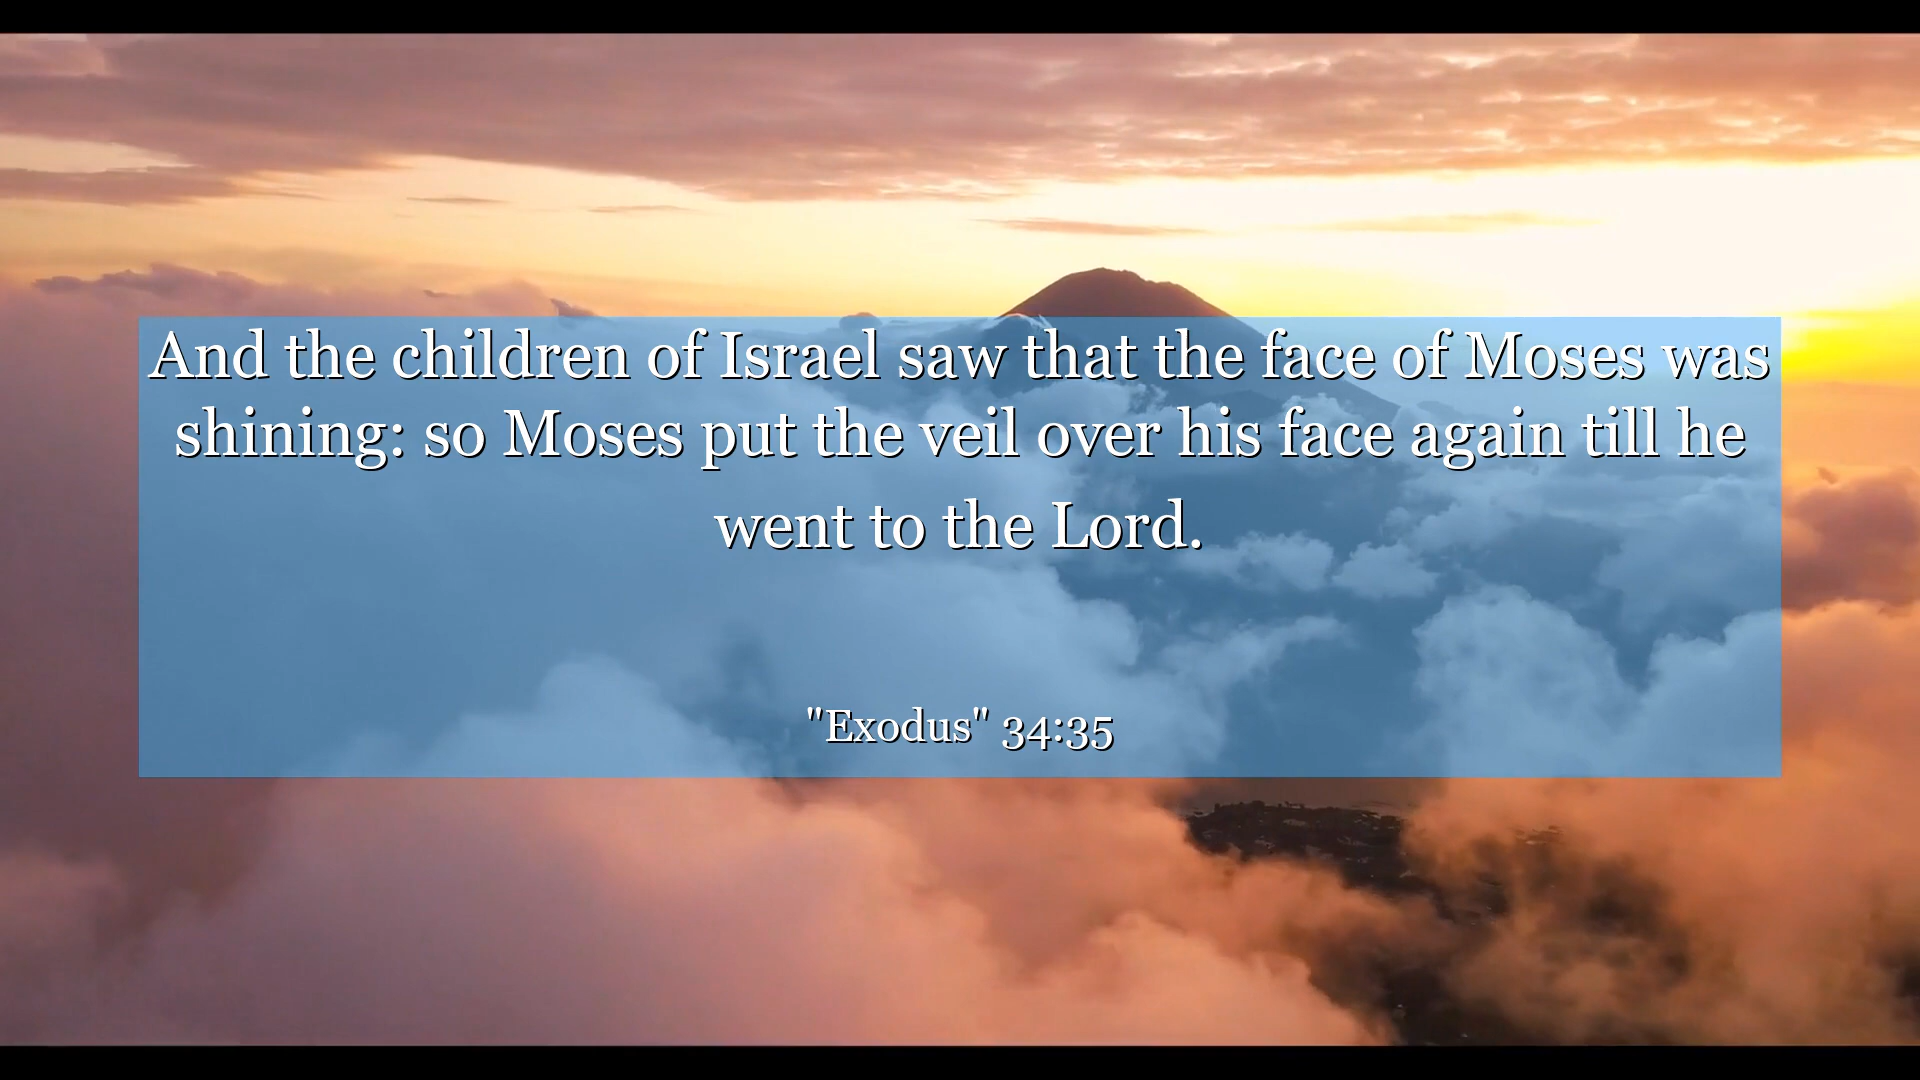 And the children of Israel saw that the face of Moses was
shining: so Moses put the veil over his face again till he
went to the Lord.
"Exodus" 34:35